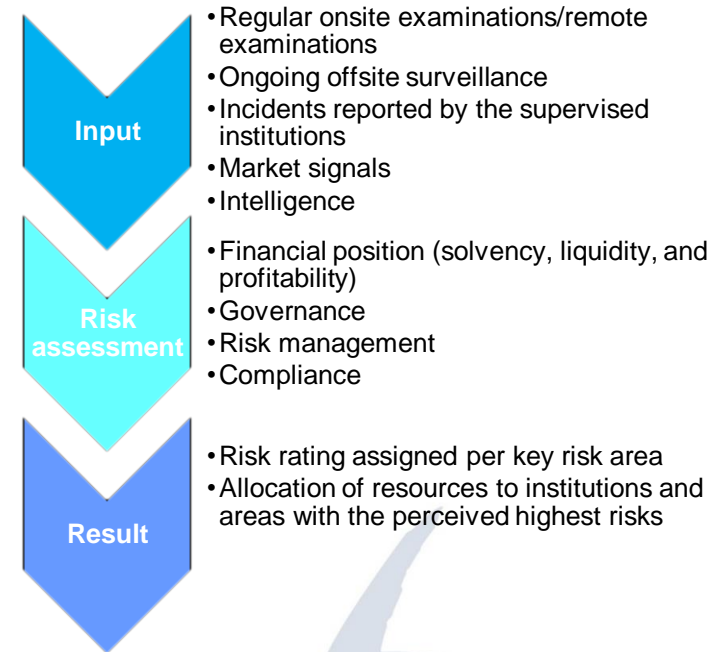 Input
•Regular onsite examinations/remote
examinations
•Ongoing offsite surveillance
•Incidents reported by the supervised
institutions
•Market signals
•Intelligence
Risk
assessment
•Financial position (solvency, liquidity, and
profitability)
•Governance
•Risk management
•Compliance
Result
•Risk rating assigned per key risk area
•Allocation of resources to institutions and
areas with the perceived highest risks